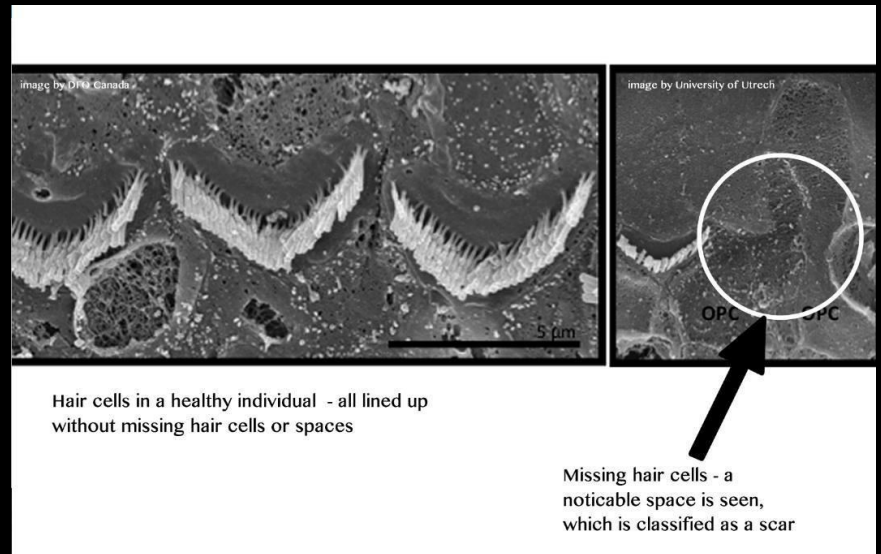 image by DFO Canada
image by University of Utrech
OPC
OPC
5 μm
Hair cells in a healthy individual - all lined up
without missing hair cells or spaces
Missing hair cells - a
noticable space is seen,
which is classified as a scar